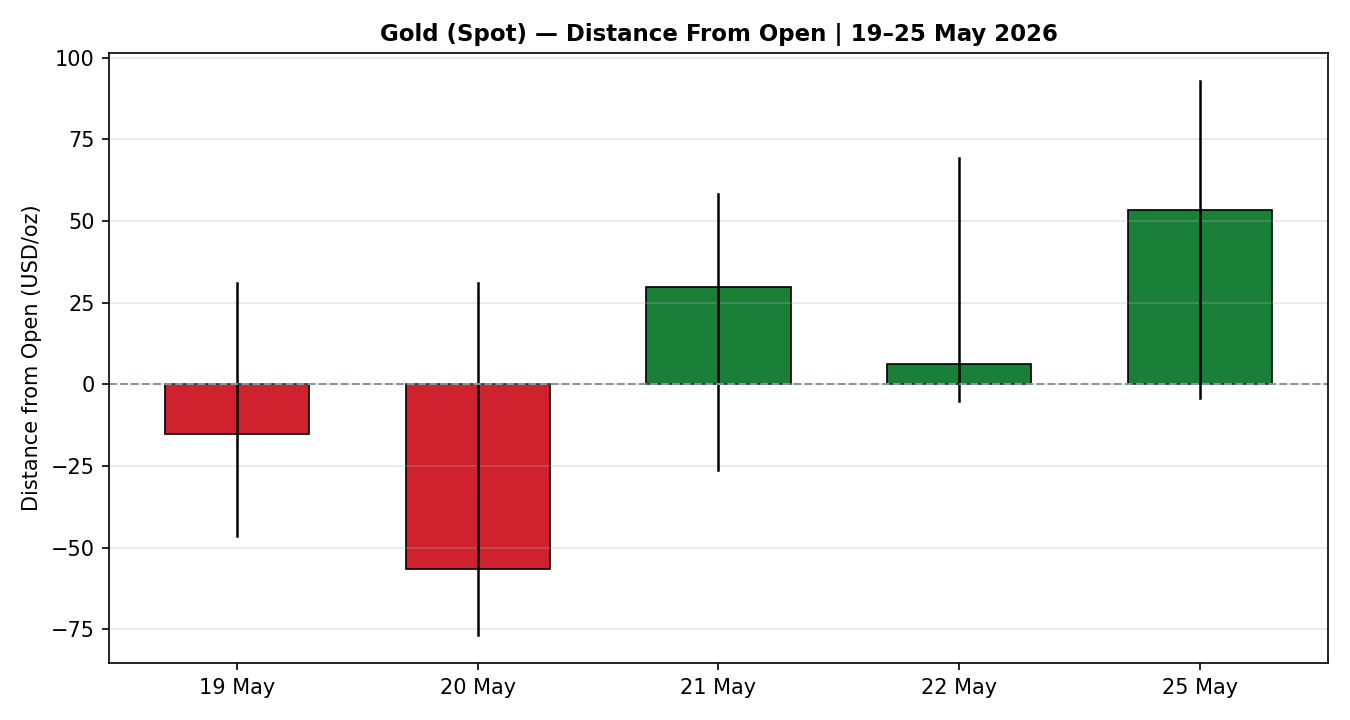 Gold (Spot) — Distance From Open | 19–25 May 2026
Distance from Open (USD/oz)
100
75
50
25
0
−25
−50
−75
19 May
20 May
21 May
22 May
25 May